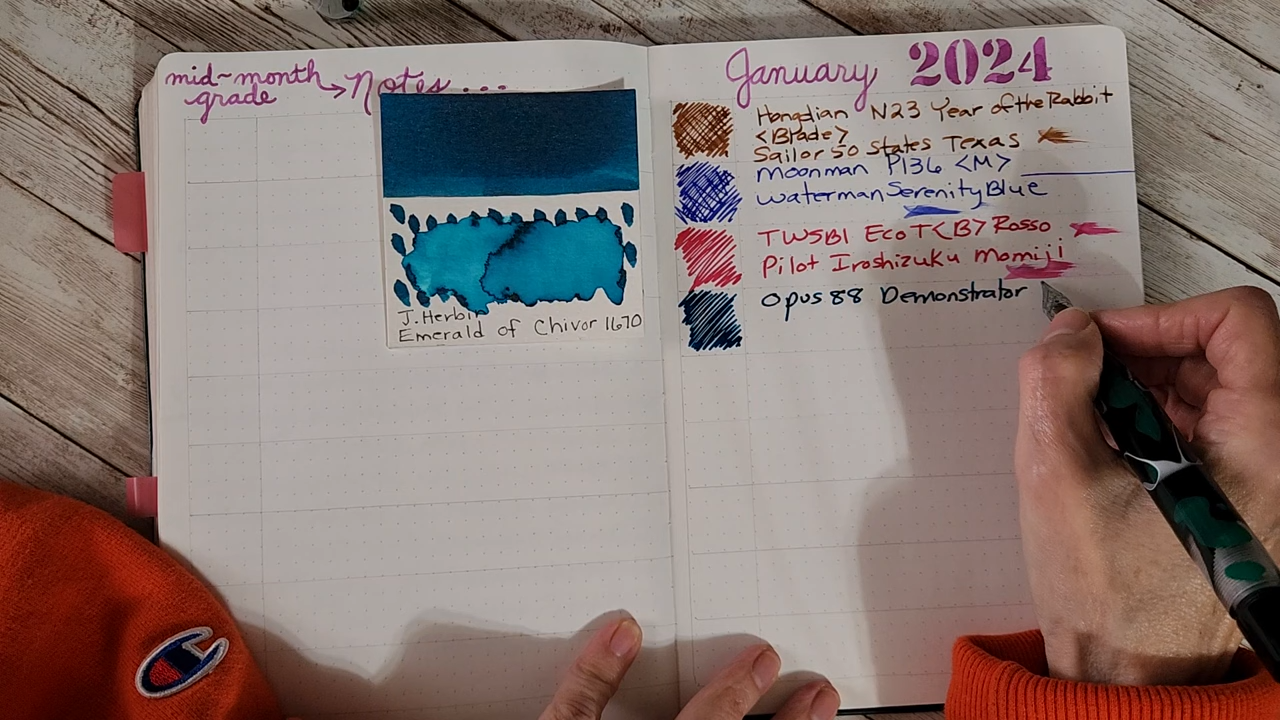 mid~month
grade → Notes ...
J. Herbin
Emerald of Chivor 1670
January 2024
Hongdian N23 Year of the Rabbit
<Blade>
Sailor 50 States Texas
Moonman P136 <M>
Waterman Serenity Blue
TWSBI Eco T <B> Rosso
Pilot Iroshizuku Momiji
Opus 88 Demonstrator